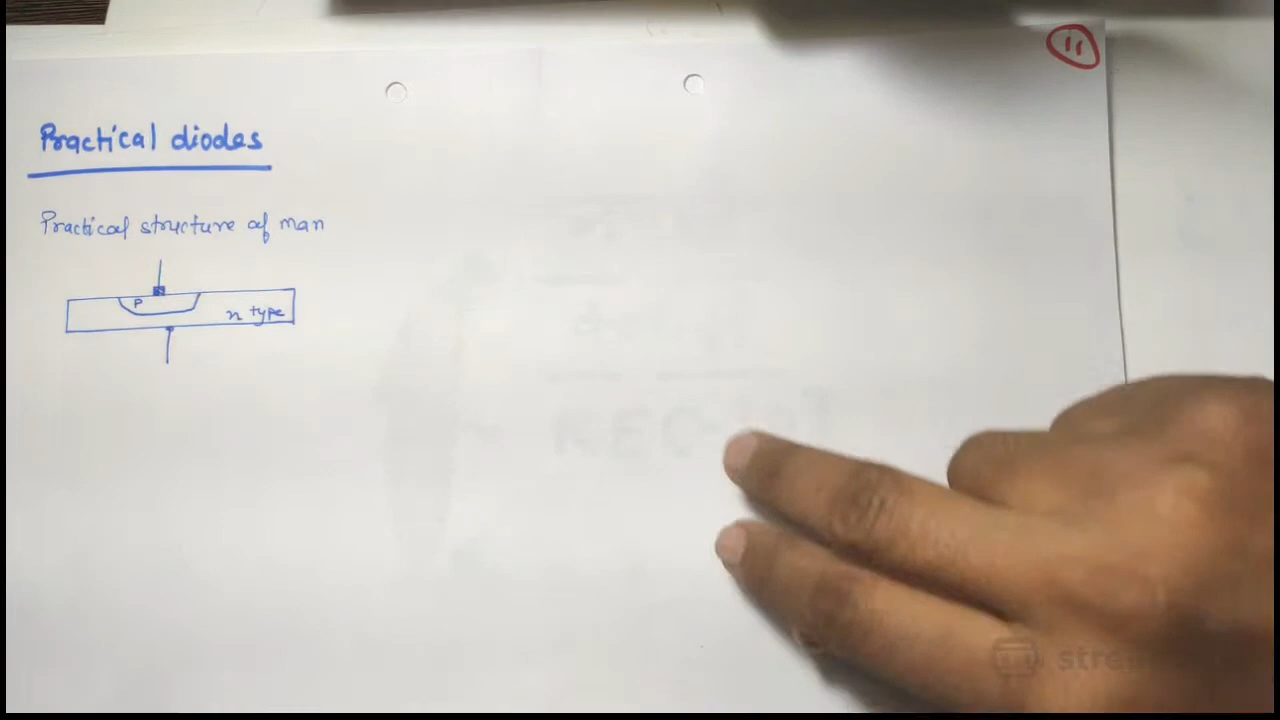 11
Practical diodes
Practical structure of man
P
n type